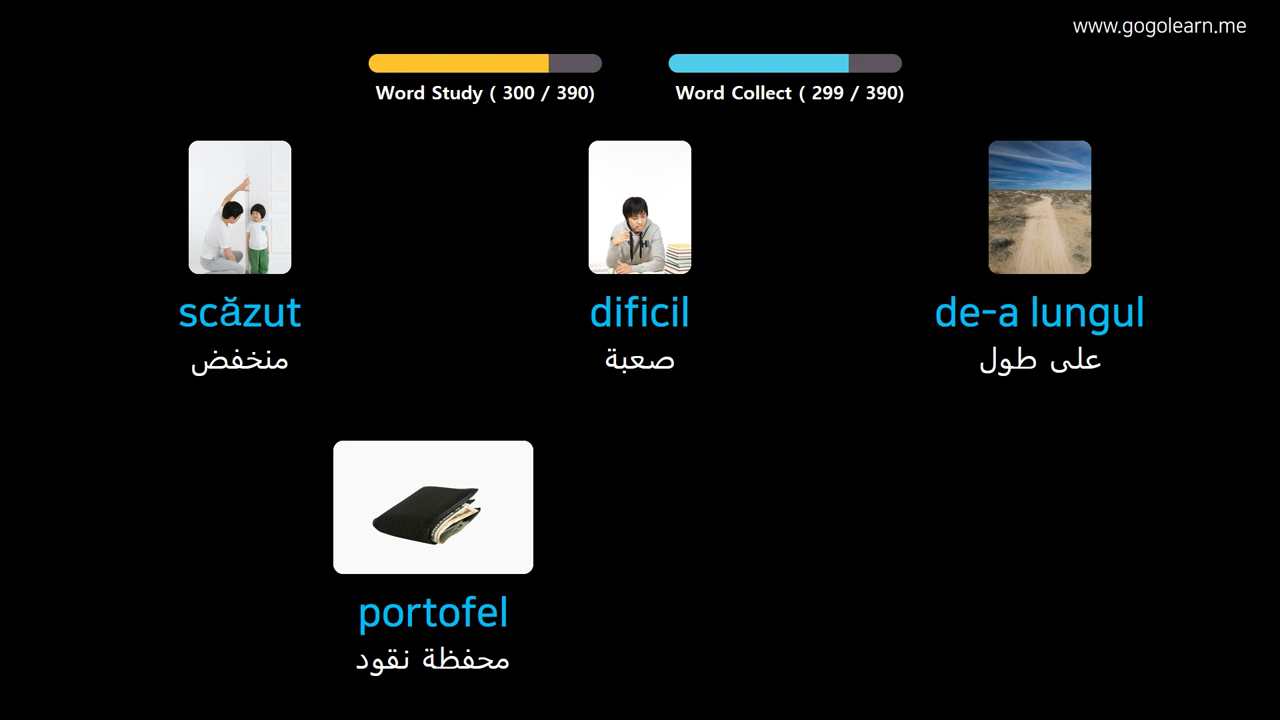 www.gogolearn.me
Word Study ( 300 / 390)
Word Collect ( 299 / 390)
scăzut
منخفض
dificil
صعبة
de-a lungul
على طول
portofel
محفظة نقود